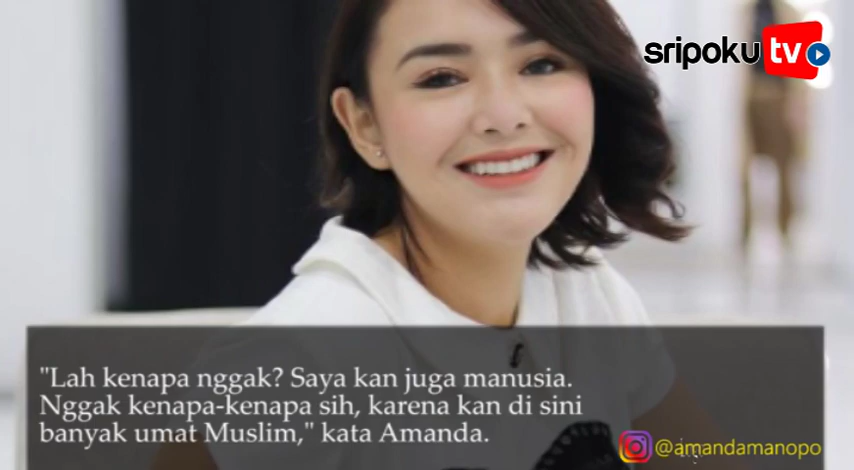 sripoku tv
"Lah kenapa nggak? Saya kan juga manusia.
Nggak kenapa-kenapa sih, karena kan di sini
banyak umat Muslim," kata Amanda.
@amandamanopo